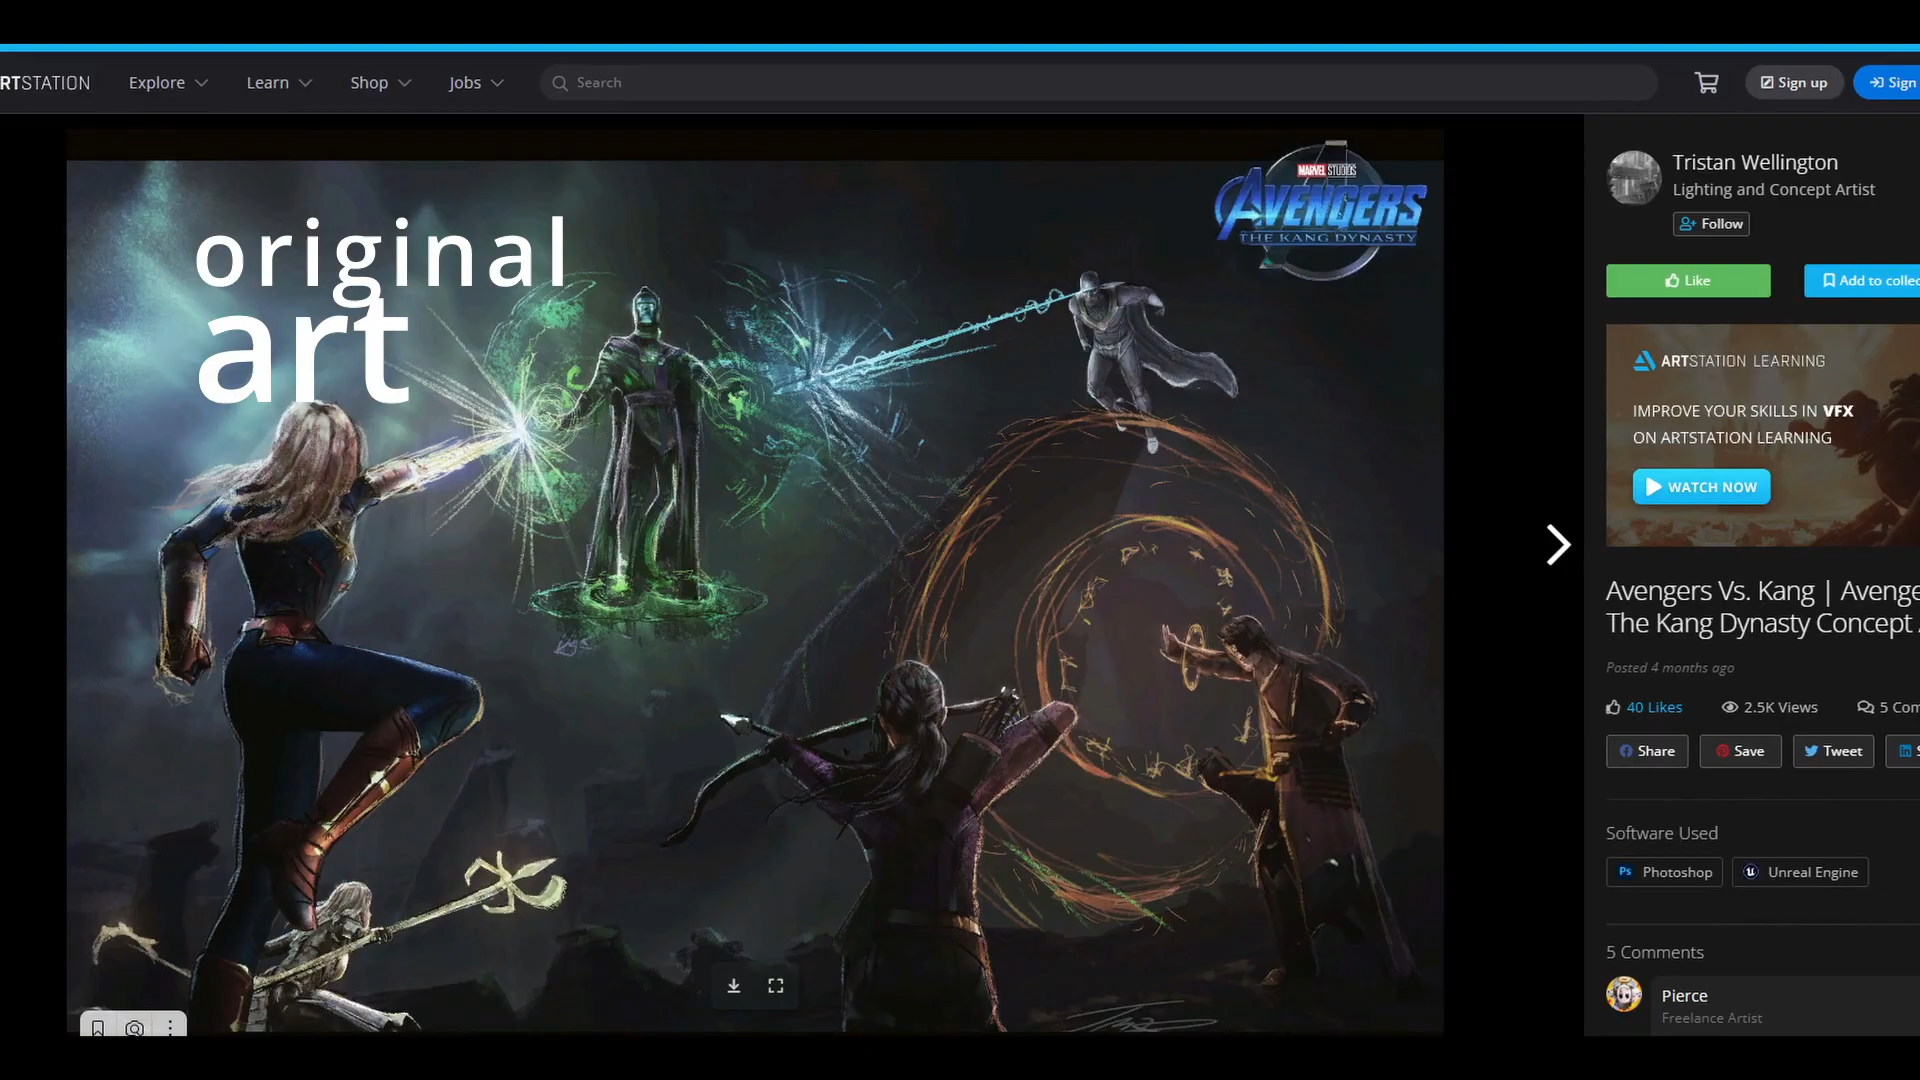 RTSTATION
Explore
Learn
Shop
Jobs
Search
Sign up
Sign
original
art
MARVEL STUDIOS
AVENGERS
THE KANG DYNASTY
Tristan Wellington
Lighting and Concept Artist
Follow
Like
Add to collec
ARTSTATION LEARNING
IMPROVE YOUR SKILLS IN VFX
ON ARTSTATION LEARNING
WATCH NOW
Avengers Vs. Kang | Avenge
The Kang Dynasty Concept
Posted 4 months ago
40 Likes
2.5K Views
5 Com
Share
Save
Tweet
S
Software Used
Ps Photoshop
Unreal Engine
5 Comments
Pierce
Freelance Artist